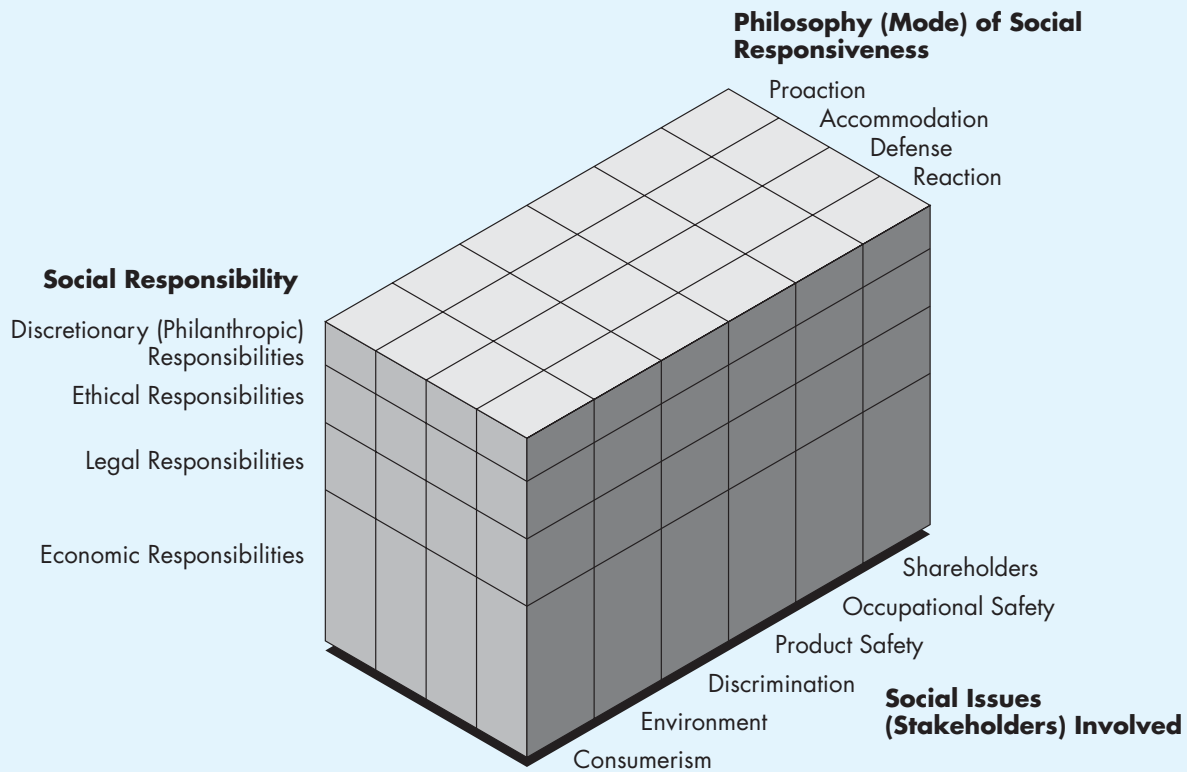 Philosophy (Mode) of Social
Responsiveness
Proaction
Accommodation
Defense
Reaction
Social Responsibility
Discretionary (Philanthropic)
Responsibilities
Ethical Responsibilities
Legal Responsibilities
Economic Responsibilities
Shareholders
Occupational Safety
Product Safety
Discrimination
Environment
Consumerism
Social Issues
(Stakeholders) Involved